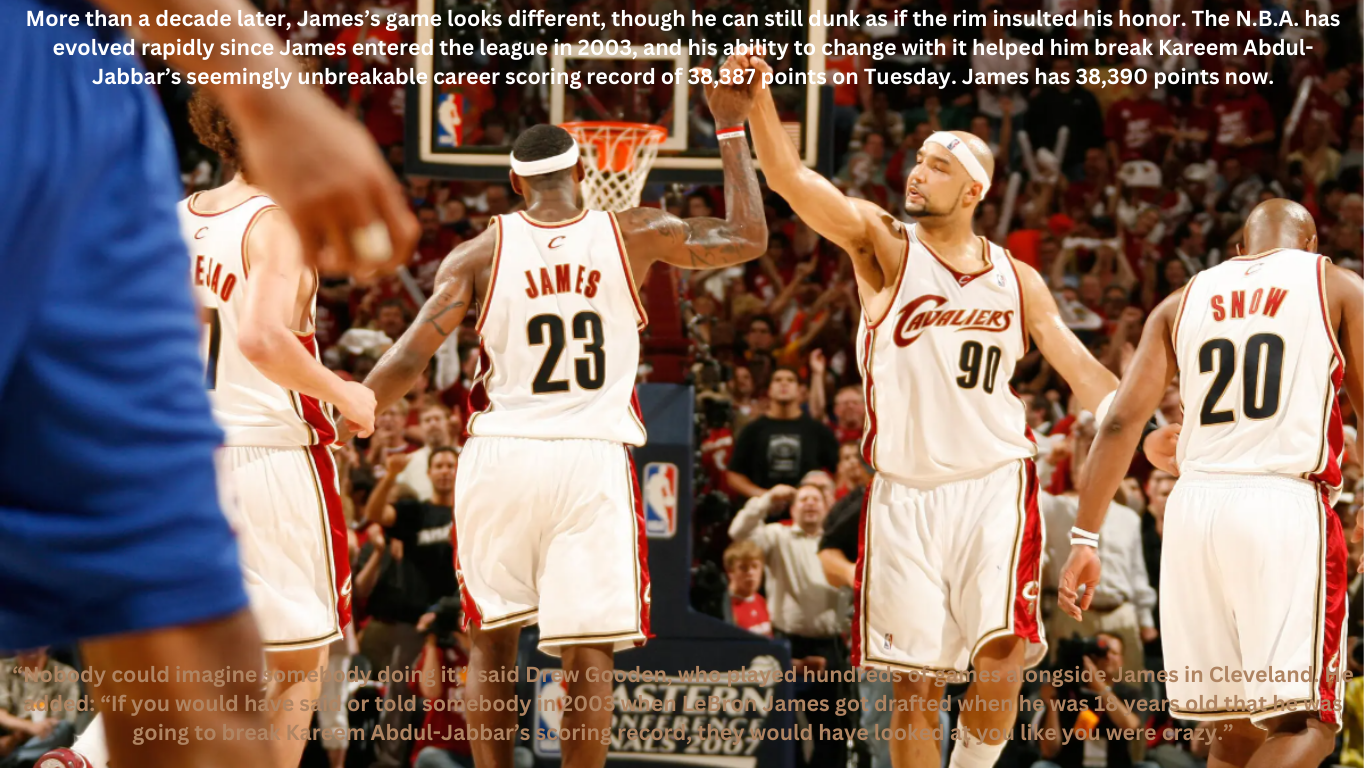 More than a decade later, James’s game looks different, though he can still dunk as if the rim insulted his honor. The N.B.A. has
evolved rapidly since James entered the league in 2003, and his ability to change with it helped him break Kareem Abdul-
Jabbar’s seemingly unbreakable career scoring record of 38,387 points on Tuesday. James has 38,390 points now.
C
JAMES
23
CAVALIERS
90
SNOW
20
“Nobody could imagine somebody doing it,” said Drew Gooden, who played hundreds of games alongside James in Cleveland. He
added: “If you would have said or told somebody in 2003 when LeBron James got drafted when he was 18 years old that he was
going to break Kareem Abdul-Jabbar’s scoring record, they would have looked at you like you were crazy.”
EASTERN
CONFERENCE
FINALS 2007